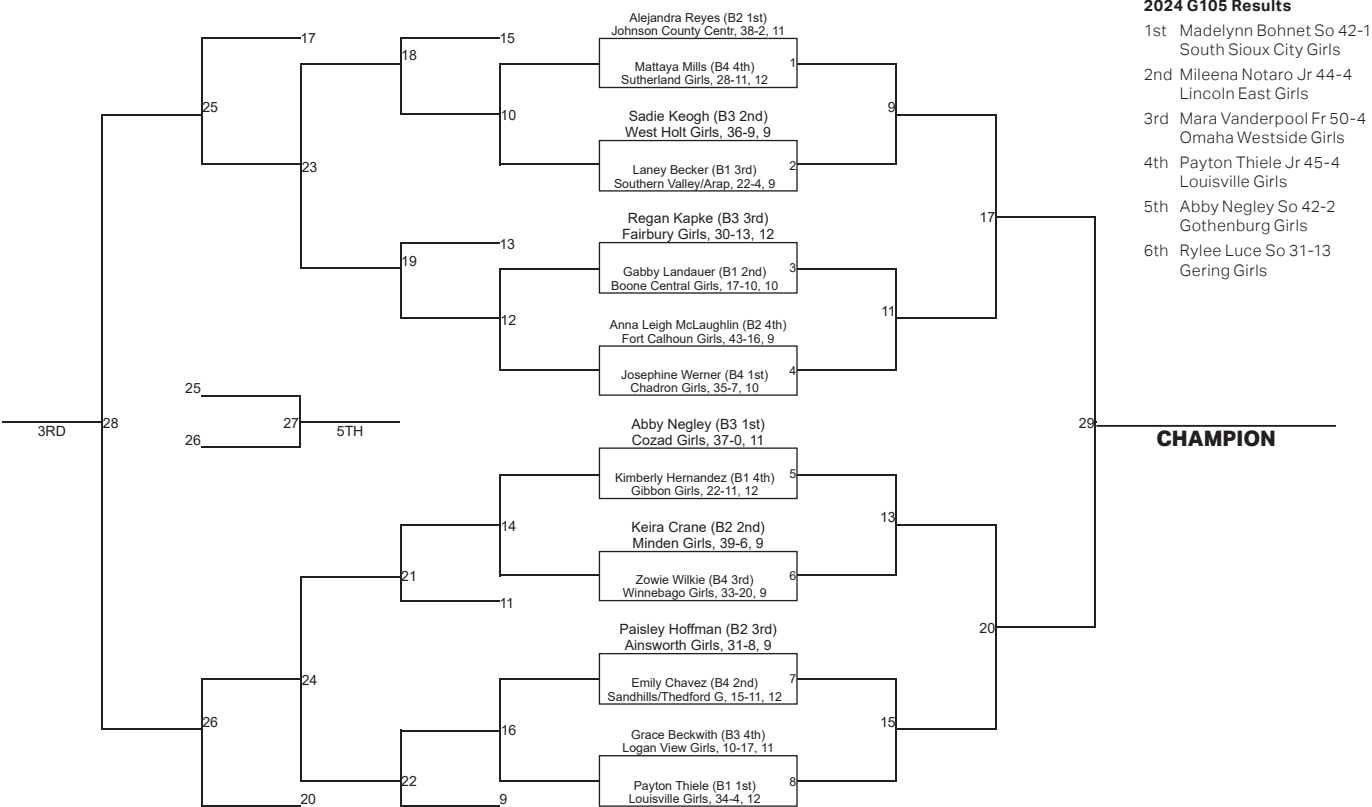 2024 G105 Results
1st Madelynn Bohnet So 42-1
South Sioux City Girls
2nd Mileena Notaro Jr 44-4
Lincoln East Girls
3rd Mara Vanderpool Fr 50-4
Omaha Westside Girls
4th Payton Thiele Jr 45-4
Louisville Girls
5th Abby Negley So 42-2
Gothenburg Girls
6th Rylee Luce So 31-13
Gering Girls
Alejandra Reyes (B2 1st)
Johnson County Centr, 38-2, 11
Mattaya Mills (B4 4th)
Sutherland Girls, 28-11, 12
1
Sadie Keogh (B3 2nd)
West Holt Girls, 36-9, 9
Laney Becker (B1 3rd)
Southern Valley/Arap, 22-4, 9
2
Regan Kapke (B3 3rd)
Fairbury Girls, 30-13, 12
Gabby Landauer (B1 2nd)
Boone Central Girls, 17-10, 10
3
Anna Leigh McLaughlin (B2 4th)
Fort Calhoun Girls, 43-16, 9
Josephine Werner (B4 1st)
Chadron Girls, 35-7, 10
4
Abby Negley (B3 1st)
Cozad Girls, 37-0, 11
Kimberly Hernandez (B1 4th)
Gibbon Girls, 22-11, 12
5
Keira Crane (B2 2nd)
Minden Girls, 39-6, 9
Zowie Wilkie (B4 3rd)
Winnebago Girls, 33-20, 9
6
Paisley Hoffman (B2 3rd)
Ainsworth Girls, 31-8, 9
Emily Chavez (B4 2nd)
Sandhills/Thedford G, 15-11, 12
7
Grace Beckwith (B3 4th)
Logan View Girls, 10-17, 11
Payton Thiele (B1 1st)
Louisville Girls, 34-4, 12
8
9
11
13
15
17
20
29
CHAMPION
15
10
13
12
14
11
16
9
18
19
21
22
17
23
24
20
25
26
25
26
27
5TH
28
3RD